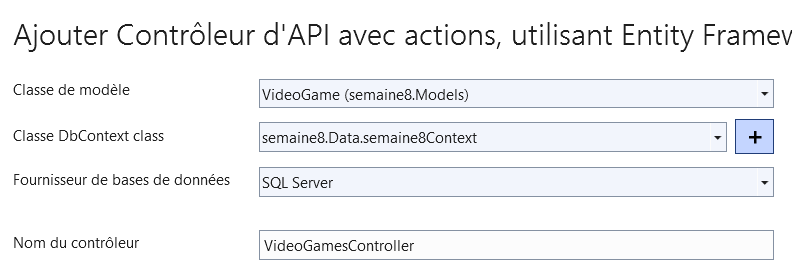 Ajouter Contrôleur d'API avec actions, utilisant Entity Framew
Classe de modèle
VideoGame (semaine8.Models)
Classe DbContext class
semaine8.Data.semaine8Context
+
Fournisseur de bases de données
SQL Server
Nom du contrôleur
VideoGamesController